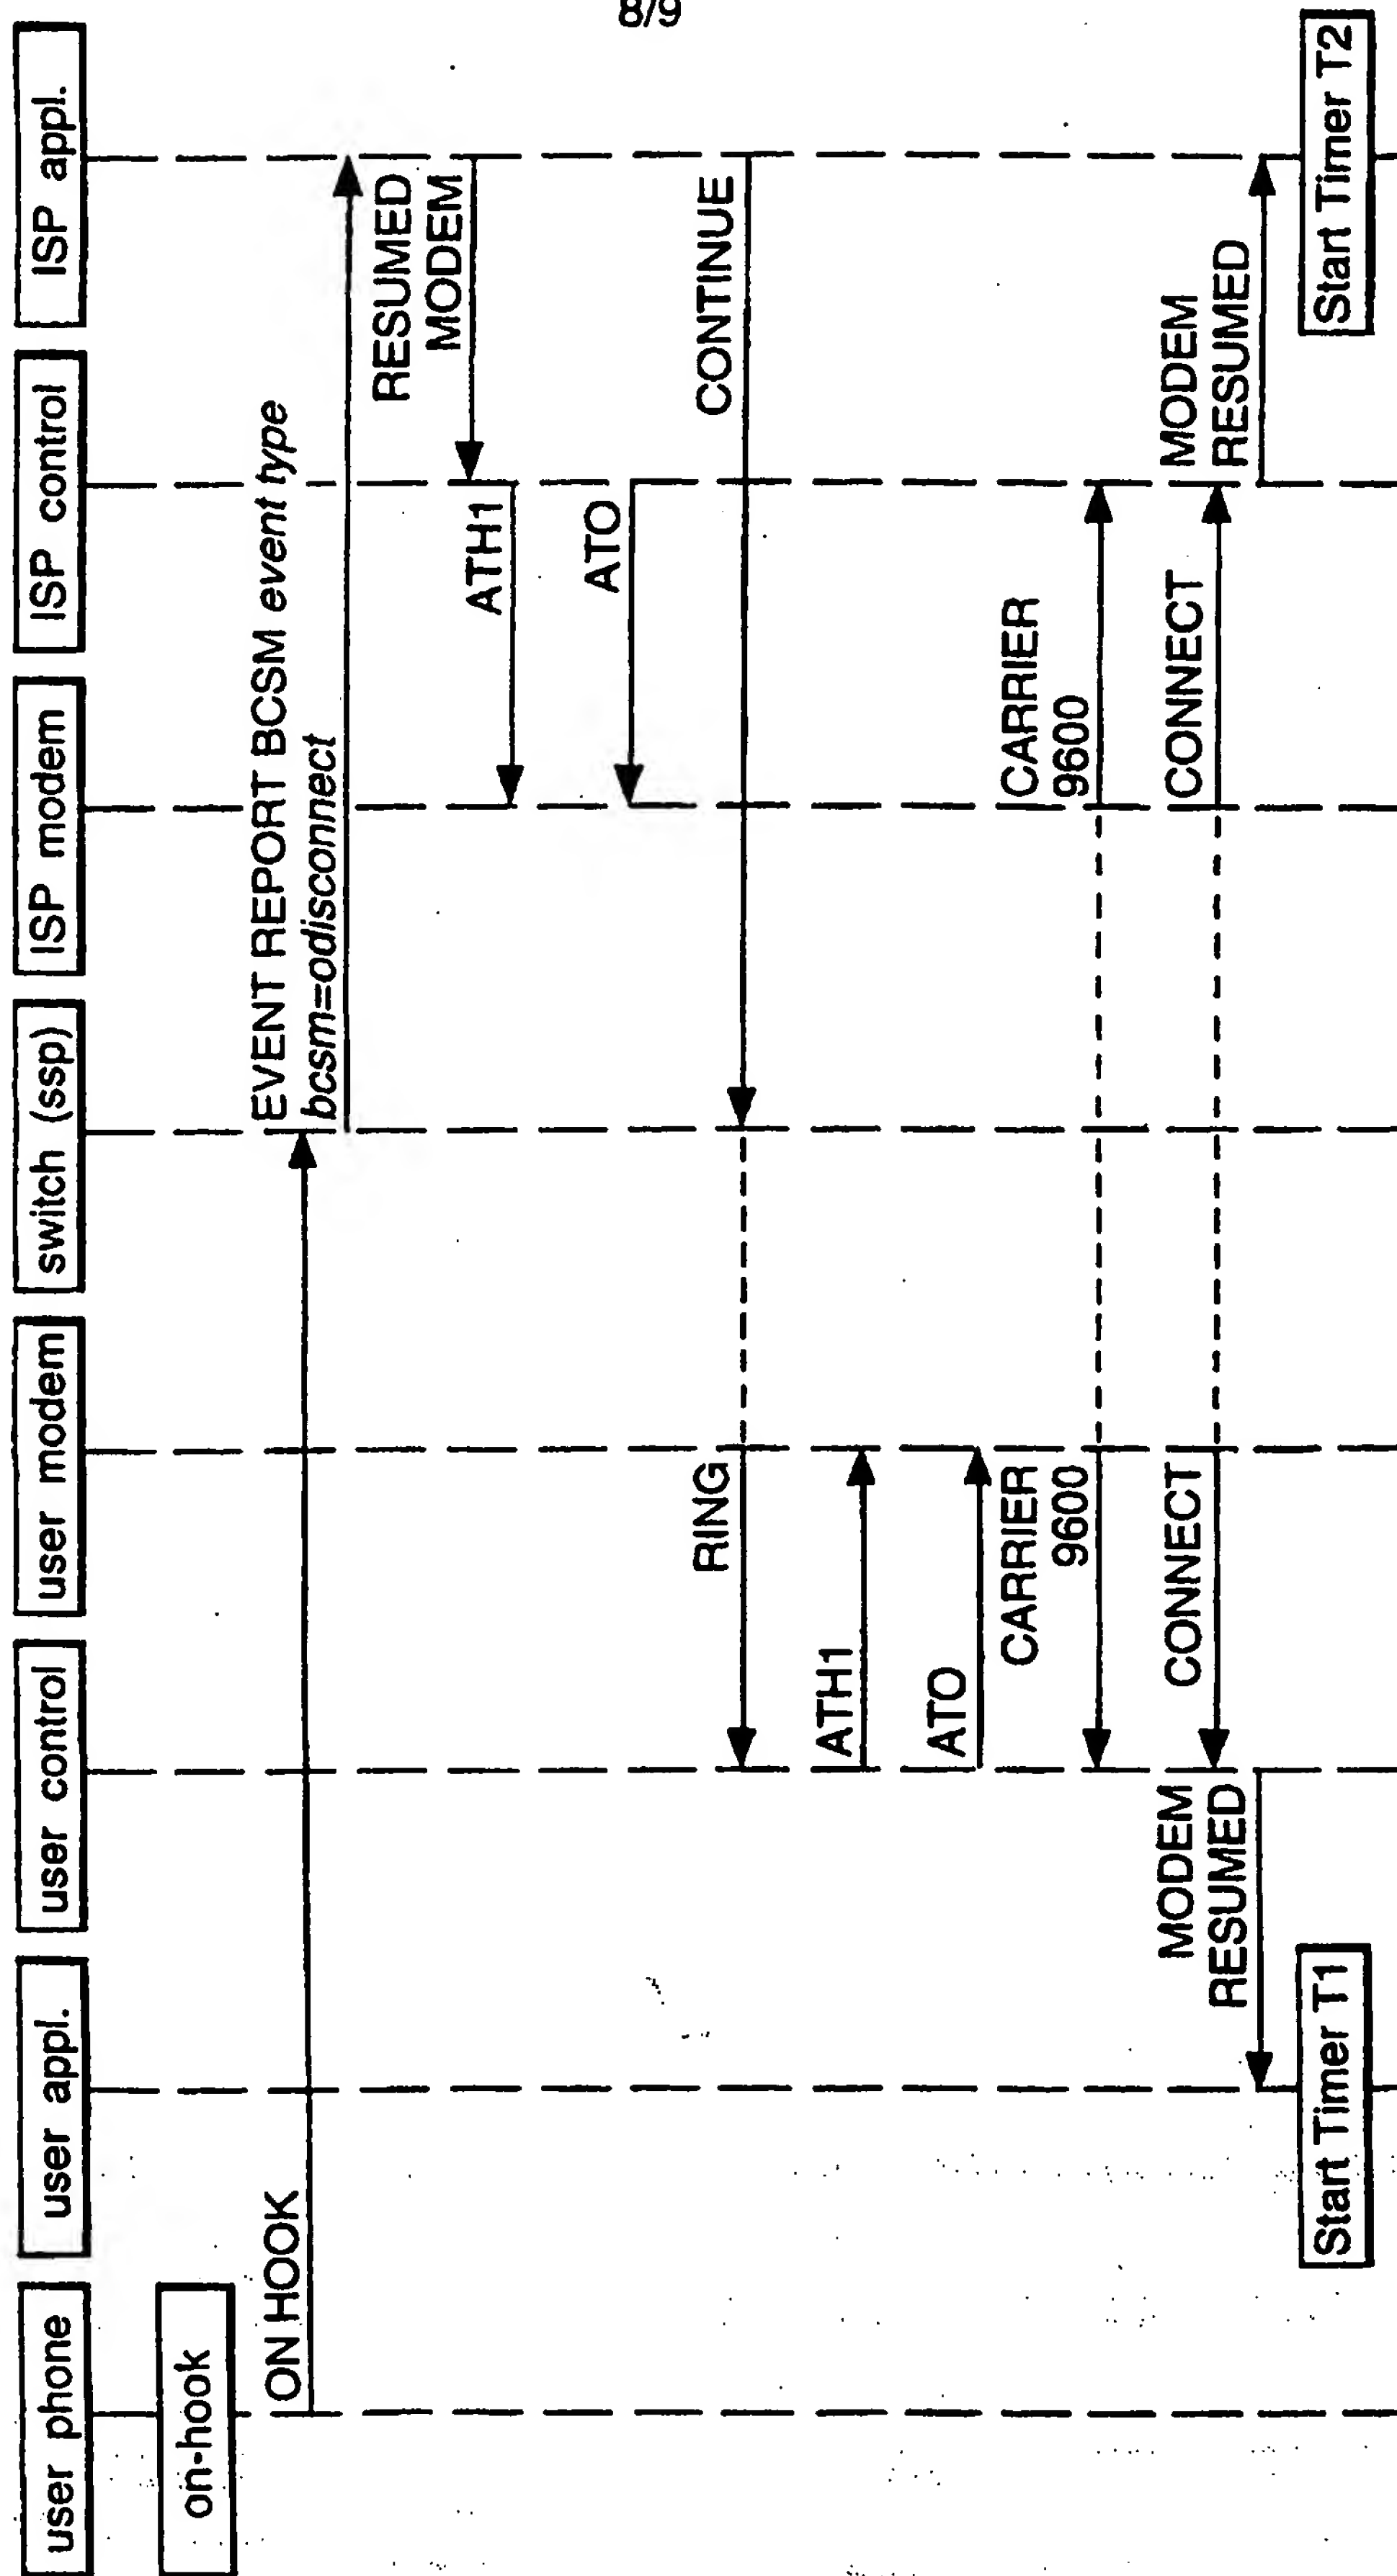 8/9
user phone
user appl.
user control
user modem
switch (ssp)
ISP modem
ISP control
ISP appl.
on-hook
ON HOOK
EVENT REPORT BCSM event type
bcsm=odisconnect
RESUMED
MODEM
ATH1
ATO
CONTINUE
RING
ATH1
ATO
CARRIER
9600
CARRIER
9600
CONNECT
CONNECT
MODEM
RESUMED
MODEM
RESUMED
Start Timer T1
Start Timer T2